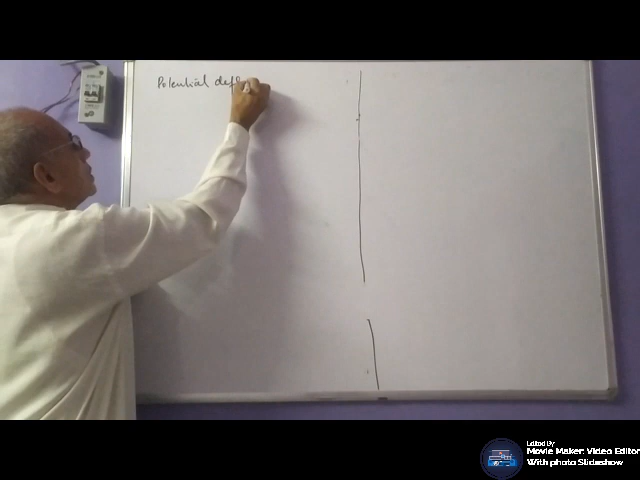 Potential
Edited By
Movie Maker: Video Editor
With photo Slideshow